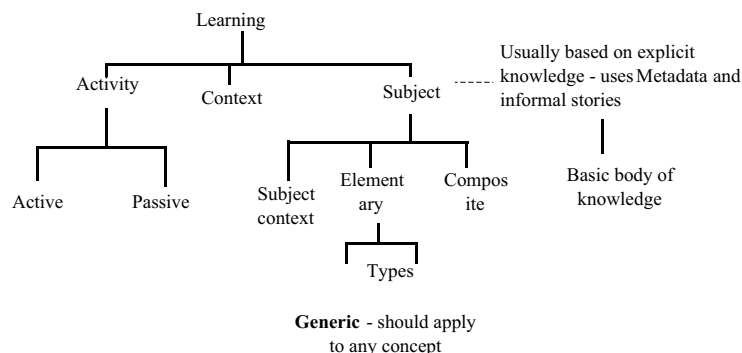 Learning
Usually based on explicit
knowledge - uses Metadata and
informal stories
Activity
Context
Subject
Basic body of
knowledge
Active
Passive
Subject
context
Element
ary
Compos
ite
Types
Generic - should apply
to any concept